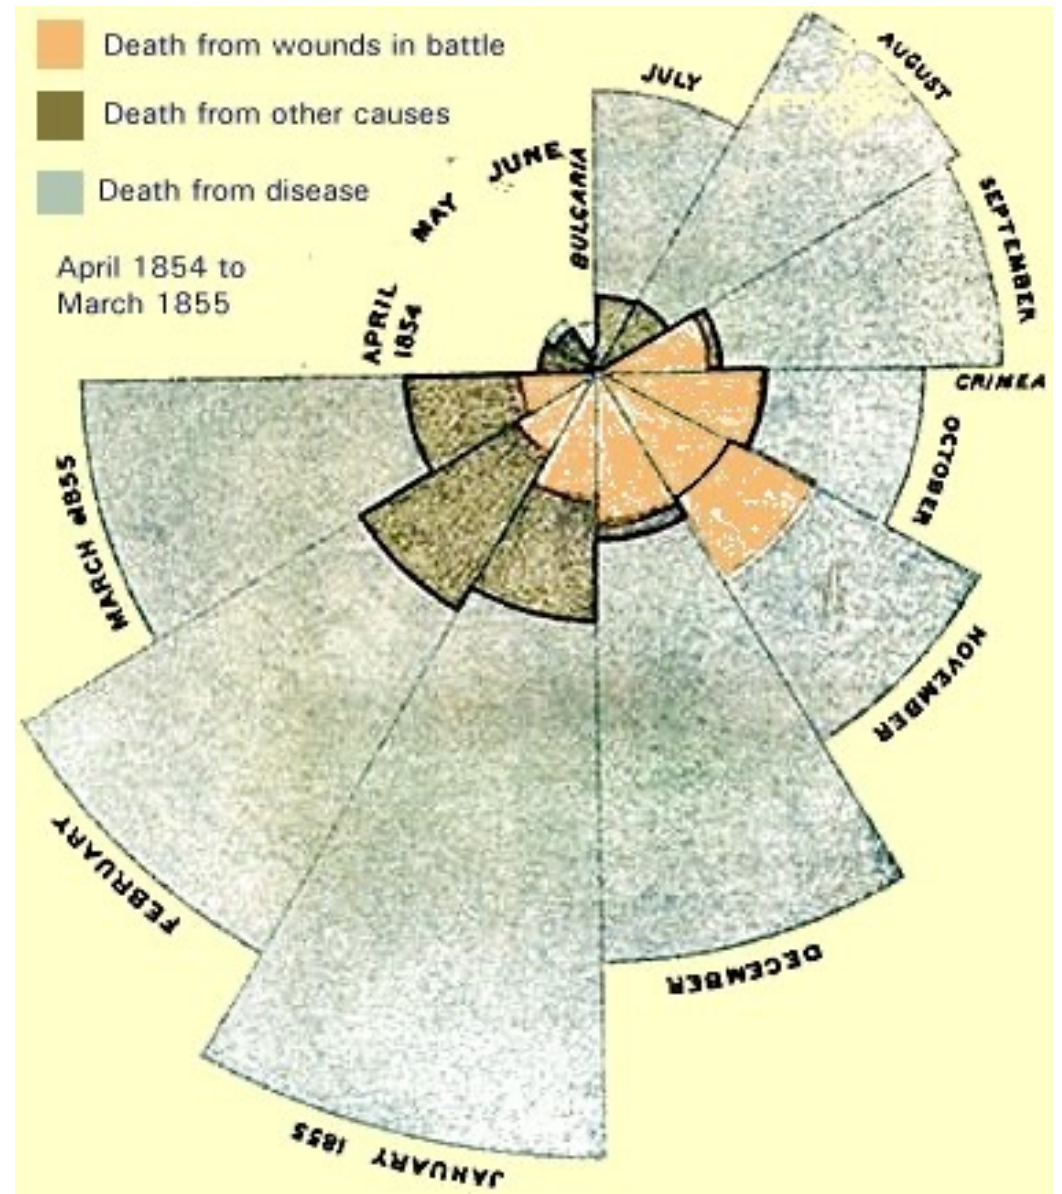 Death from wounds in battle
Death from other causes
Death from disease
April 1854 to
March 1855
APRIL
1854
MAY
JUNE
BULGARIA
JULY
AUGUST
SEPTEMBER
CRIMEA
OCTOBER
NOVEMBER
DECEMBER
JANUARY 1855
FEBRUARY
MARCH 1855